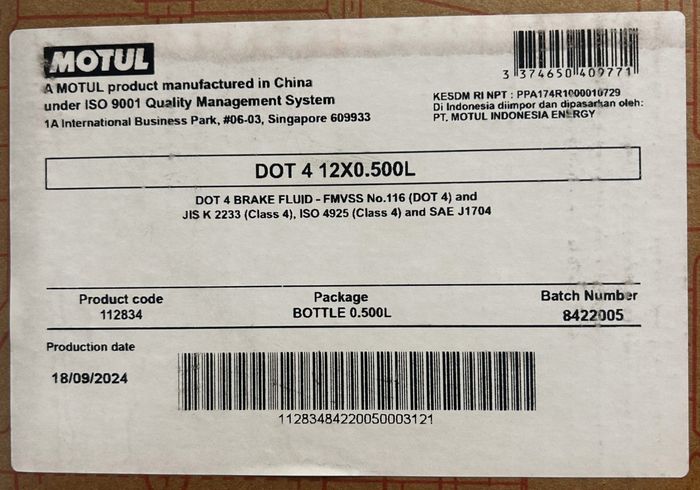 MOTUL
A MOTUL product manufactured in China
under ISO 9001 Quality Management System
1A International Business Park, #06-03, Singapore 609933
3 374650 409771
KESDM RI NPT : PPA174R1000010729
Di Indonesia diimpor dan dipasarkan oleh:
PT. MOTUL INDONESIA ENERGY
DOT 4 12X0.500L
DOT 4 BRAKE FLUID - FMVSS No.116 (DOT 4) and
JIS K 2233 (Class 4), ISO 4925 (Class 4) and SAE J1704
Product code Package Batch Number
112834 BOTTLE 0.500L 8422005
Production date
18/09/2024
11283484220050003121